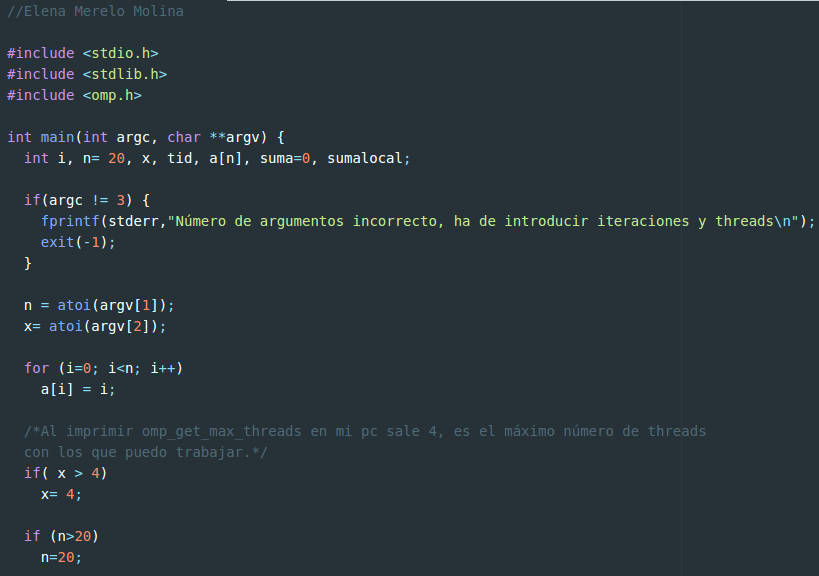 //Elena Merelo Molina
#include <stdio.h>
#include <stdlib.h>
#include <omp.h>
int main(int argc, char **argv) {
int i, n= 20, x, tid, a[n], suma=0, sumalocal;
if(argc != 3) {
fprintf(stderr,"Número de argumentos incorrecto, ha de introducir iteraciones y threads\n");
exit(-1);
}
n = atoi(argv[1]);
x= atoi(argv[2]);
for (i=0; i<n; i++)
a[i] = i;
/*Al imprimir omp_get_max_threads en mi pc sale 4, es el máximo número de threads
con los que puedo trabajar.*/
if( x > 4)
x= 4;
if (n>20)
n=20;